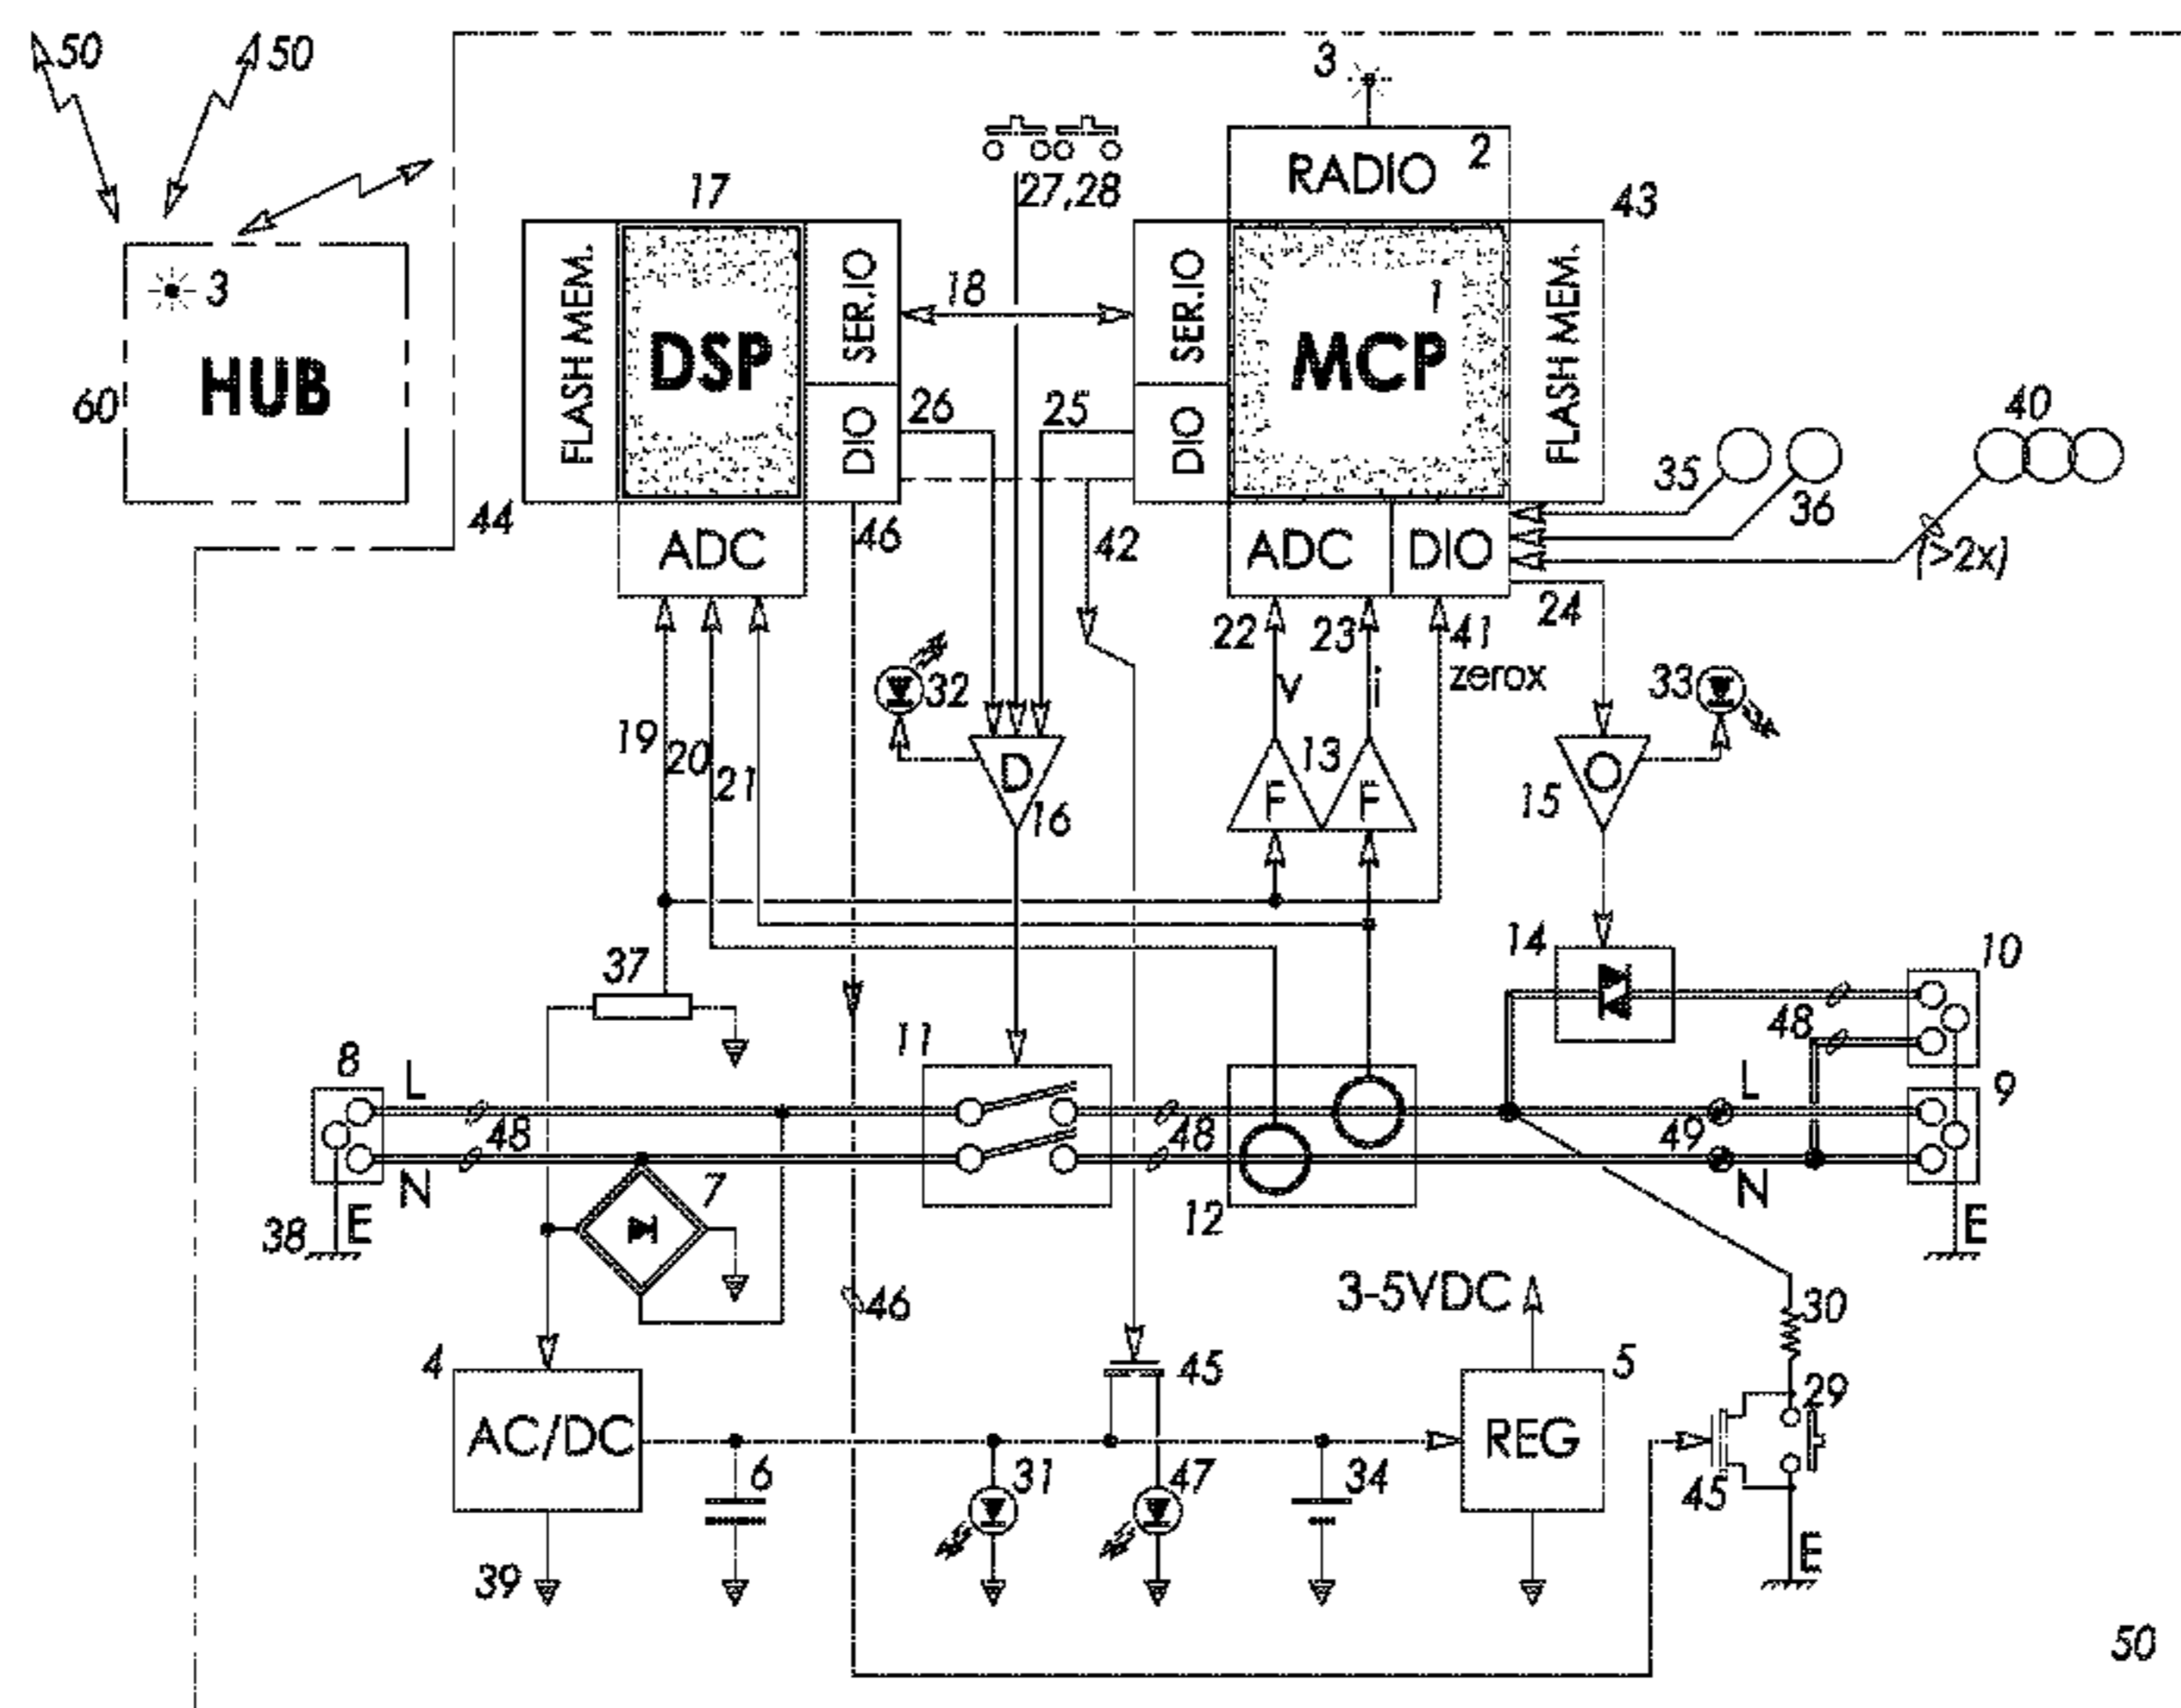 50
50
3
RADIO 2
17
27,28
43
3
HUB
60
FLASH MEM.
DSP
SER.IO
DIO
18
SER.IO
DIO
1
MCP
FLASH MEM.
26
25
40
35
36
44
ADC
46
42
ADC
DIO
(>2x)
22
23
41
24
zerox
32
33
v
i
19
20
21
D
16
13
F
F
O
15
37
14
10
11
8
L
48
48
48
L
9
49
N
7
N
38
E
12
E
3-5VDC
46
30
4
45
5
29
AC/DC
REG
6
31
47
34
45
39
E
50